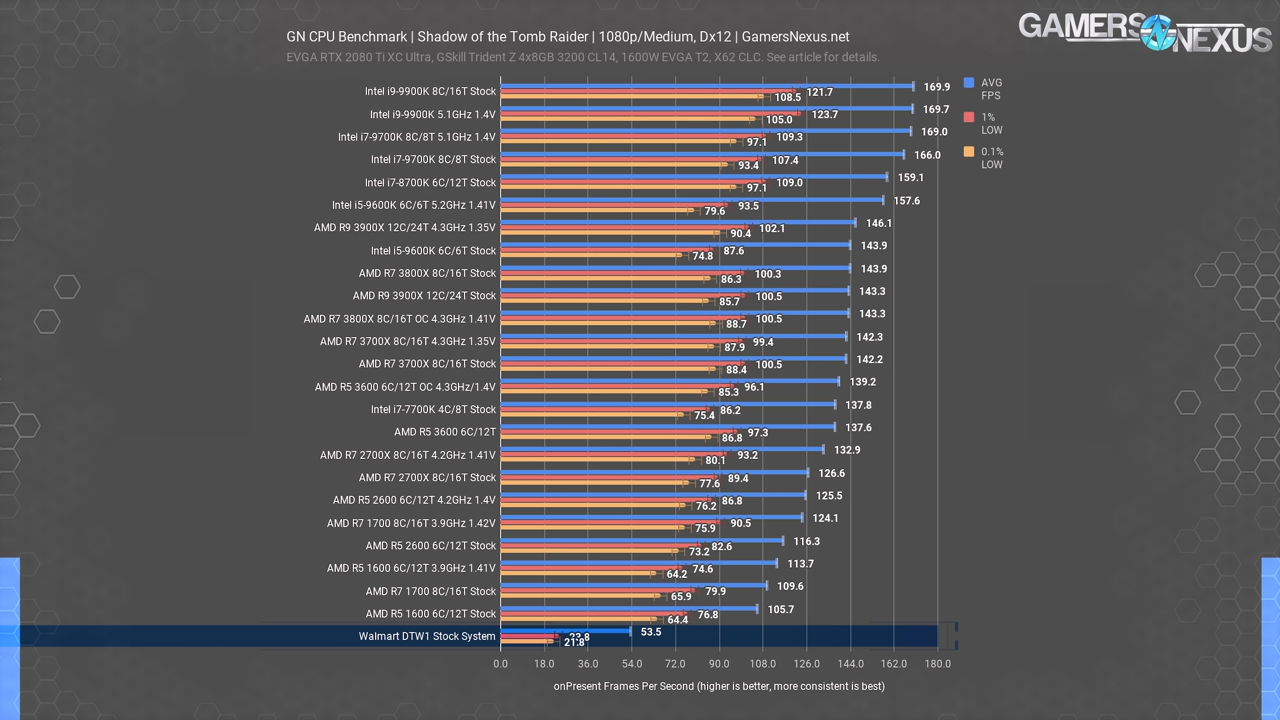 GAMERS NEXUS
GN CPU Benchmark | Shadow of the Tomb Raider | 1080p/Medium, Dx12 | GamersNexus.net
EVGA RTX 2080 Ti XC Ultra, GSkill Trident Z 4x8GB 3200 CL14, 1600W EVGA T2, X62 CLC. See article for details.
AVG FPS
1% LOW
0.1% LOW
Intel i9-9900K 8C/16T Stock 169.9 121.7 108.5
Intel i9-9900K 5.1GHz 1.4V 169.7 123.7 105.0
Intel i7-9700K 8C/8T 5.1GHz 1.4V 169.0 109.3 97.1
Intel i7-9700K 8C/8T Stock 166.0 107.4 93.4
Intel i7-8700K 6C/12T Stock 159.1 109.0 97.1
Intel i5-9600K 6C/6T 5.2GHz 1.41V 157.6 93.5 79.6
AMD R9 3900X 12C/24T 4.3GHz 1.35V 146.1 102.1 90.4
Intel i5-9600K 6C/6T Stock 143.9 87.6 74.8
AMD R7 3800X 8C/16T Stock 143.9 100.3 86.3
AMD R9 3900X 12C/24T Stock 143.3 100.5 85.7
AMD R7 3800X 8C/16T OC 4.3GHz 1.41V 143.3 100.5 88.7
AMD R7 3700X 8C/16T 4.3GHz 1.35V 142.3 99.4 87.9
AMD R7 3700X 8C/16T Stock 142.2 100.5 88.4
AMD R5 3600 6C/12T OC 4.3GHz/1.4V 139.2 96.1 85.3
Intel i7-7700K 4C/8T Stock 137.8 86.2 75.4
AMD R5 3600 6C/12T 137.6 97.3 86.8
AMD R7 2700X 8C/16T 4.2GHz 1.41V 132.9 93.2 80.1
AMD R7 2700X 8C/16T Stock 126.6 89.4 77.6
AMD R5 2600 6C/12T 4.2GHz 1.4V 125.5 86.8 76.2
AMD R7 1700 8C/16T 3.9GHz 1.42V 124.1 90.5 75.9
AMD R5 2600 6C/12T Stock 116.3 82.6 73.2
AMD R5 1600 6C/12T 3.9GHz 1.41V 113.7 74.6 64.2
AMD R7 1700 8C/16T Stock 109.6 79.9 65.9
AMD R5 1600 6C/12T Stock 105.7 76.8 64.4
Walmart DTW1 Stock System 53.5 23.8 21.8
0.0 18.0 36.0 54.0 72.0 90.0 108.0 126.0 144.0 162.0 180.0
onPresent Frames Per Second (higher is better, more consistent is best)